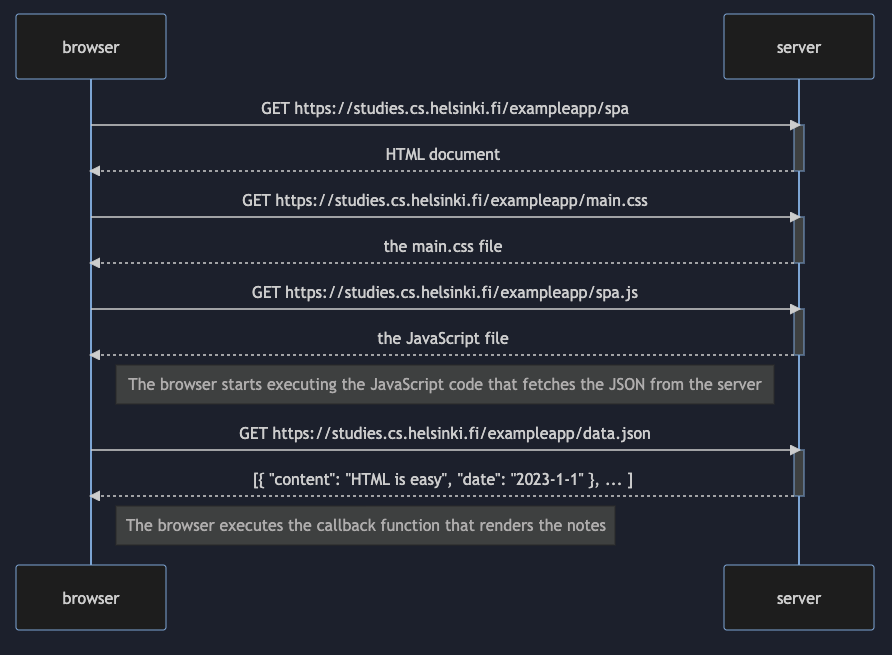 browser
server
GET https://studies.cs.helsinki.fi/exampleapp/spa
HTML document
GET https://studies.cs.helsinki.fi/exampleapp/main.css
the main.css file
GET https://studies.cs.helsinki.fi/exampleapp/spa.js
the JavaScript file
The browser starts executing the JavaScript code that fetches the JSON from the server
GET https://studies.cs.helsinki.fi/exampleapp/data.json
[{ "content": "HTML is easy", "date": "2023-1-1" }, ... ]
The browser executes the callback function that renders the notes
browser
server